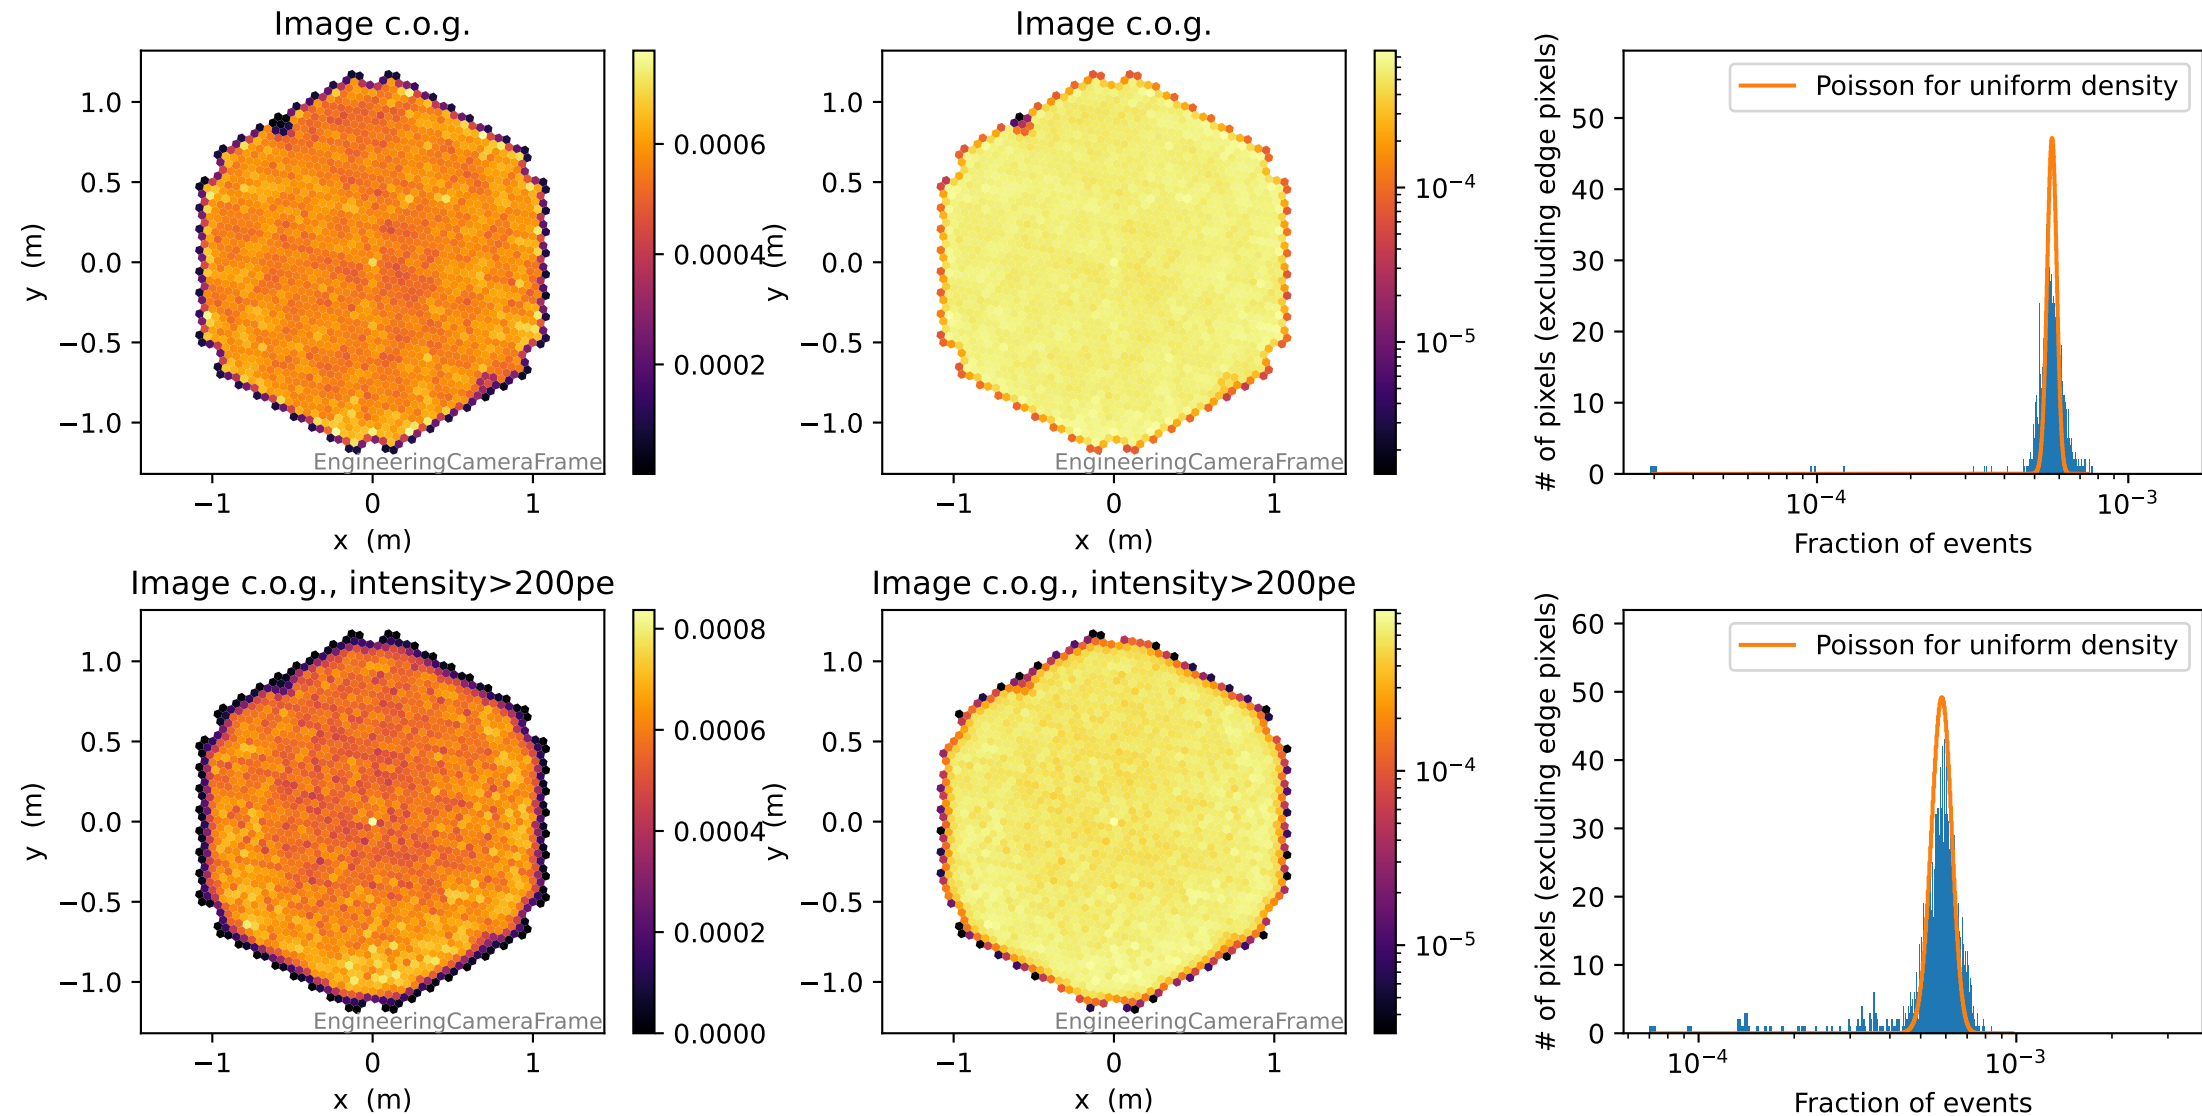 Image c.o.g.
y (m)
1.0
0.5
0.0
−0.5
−1.0
−1
0
1
x (m)
EngineeringCameraFrame
0.0006
0.0004
0.0002
Image c.o.g.
y (m)
1.0
0.5
0.0
−0.5
−1.0
−1
0
1
x (m)
EngineeringCameraFrame
10⁻⁴
10⁻⁵
# of pixels (excluding edge pixels)
50
40
30
20
10
0
Poisson for uniform density
10⁻⁴
10⁻³
Fraction of events
Image c.o.g., intensity>200pe
y (m)
1.0
0.5
0.0
−0.5
−1.0
−1
0
1
x (m)
EngineeringCameraFrame
0.0008
0.0006
0.0004
0.0002
0.0000
Image c.o.g., intensity>200pe
y (m)
1.0
0.5
0.0
−0.5
−1.0
−1
0
1
x (m)
EngineeringCameraFrame
10⁻⁴
10⁻⁵
# of pixels (excluding edge pixels)
60
50
40
30
20
10
0
Poisson for uniform density
10⁻⁴
10⁻³
Fraction of events